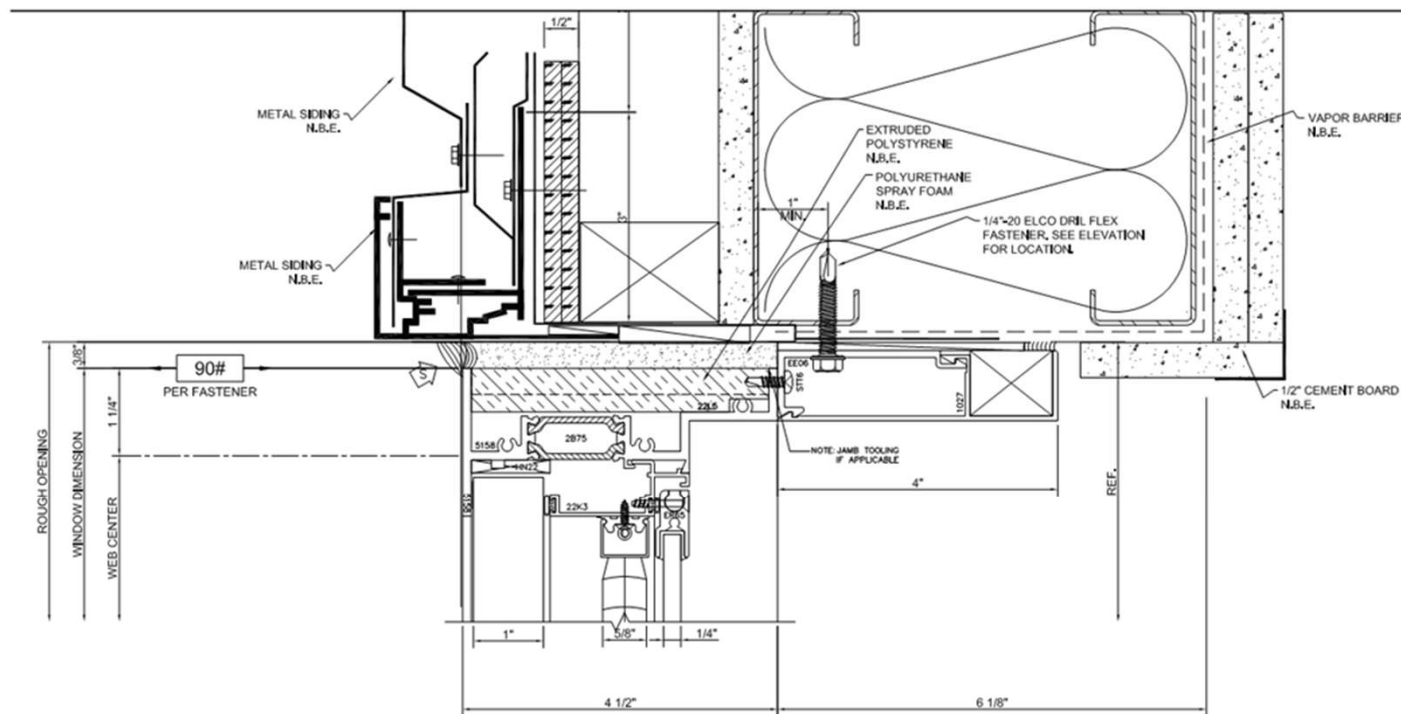 1/2"
METAL SIDING
N.B.E.
EXTRUDED
POLYSTYRENE
N.B.E.
VAPOR BARRIER
N.B.E.
POLYURETHANE
SPRAY FOAM
N.B.E.
1"
MIN.
3"
1/4"-20 ELCO DRIL FLEX
FASTENER, SEE ELEVATION
FOR LOCATION.
METAL SIDING
N.B.E.
3/8"
90#
PER FASTENER
S
EE06
STT6
1027
1/2" CEMENT BOARD
N.B.E.
1 1/4"
22L5
5158
2B75
NOTE: JAMB TOOLING
IF APPLICABLE
HN22
4"
5158
22K3
ROUGH OPENING
WINDOW DIMENSION
WEB CENTER
REF.
1"
5/8"
1/4"
4 1/2"
6 1/8"